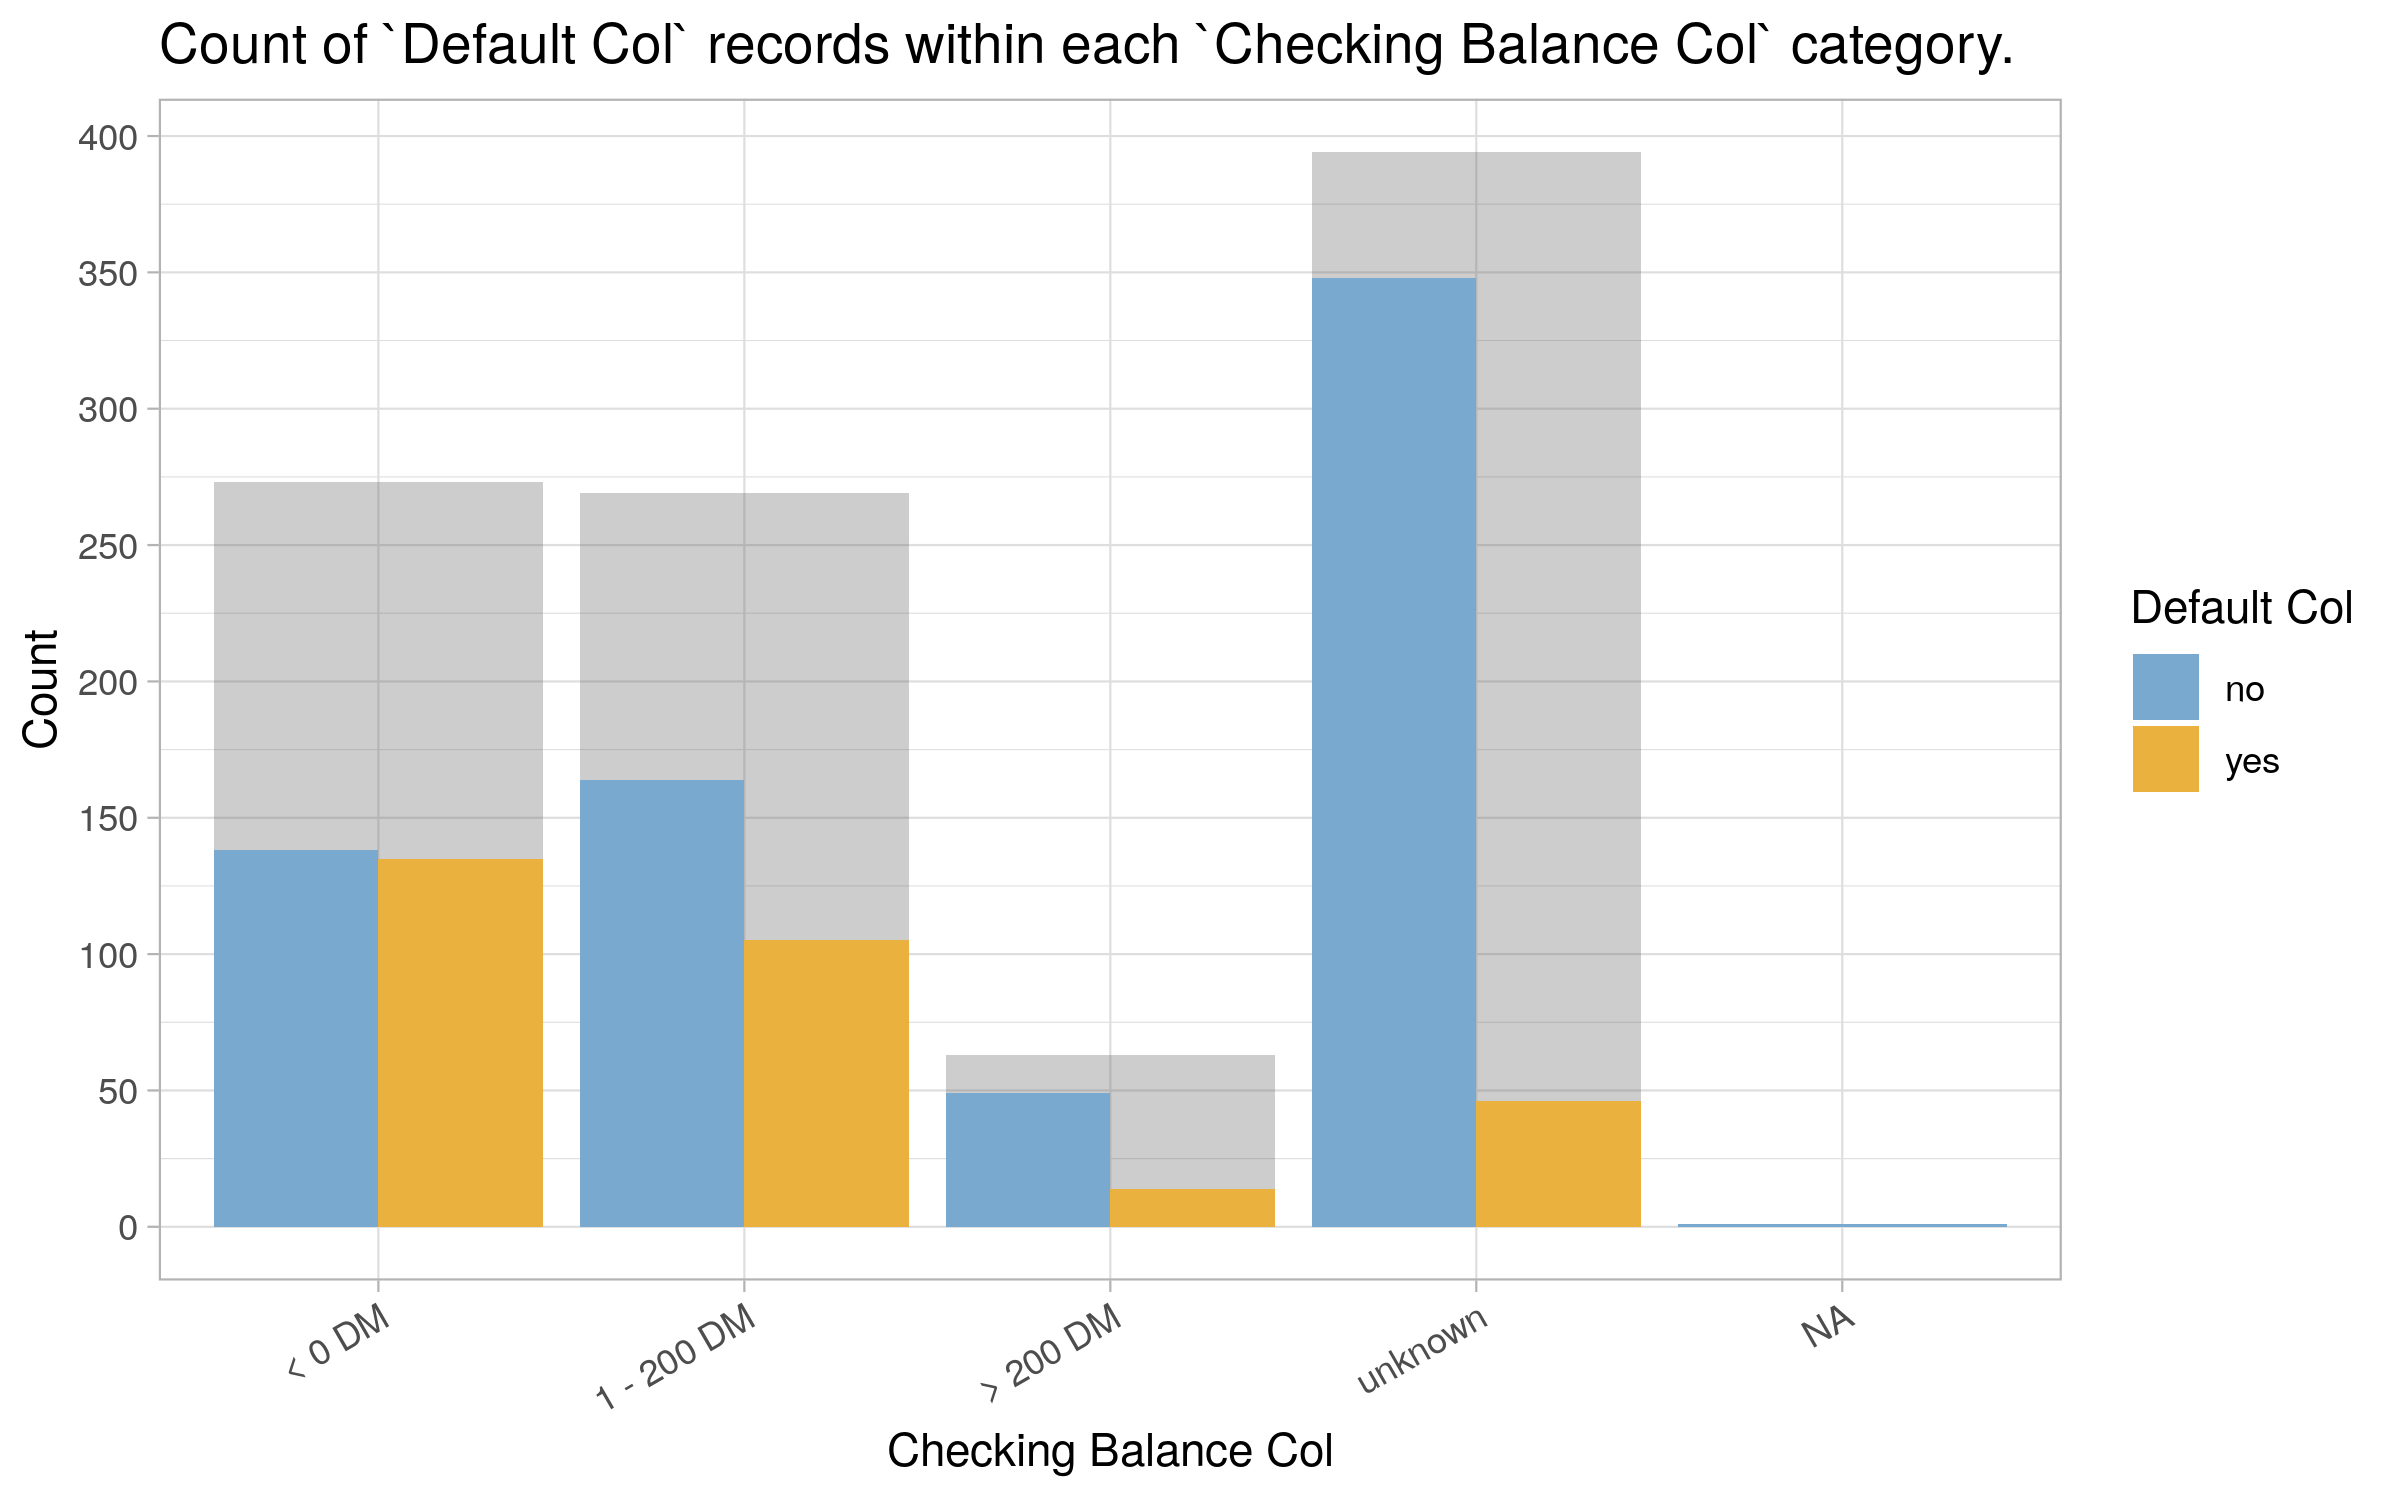 Count of `Default Col` records within each `Checking Balance Col` category.
400
350
300
250
200
150
100
50
0
Count
< 0 DM
1 - 200 DM
> 200 DM
unknown
NA
Checking Balance Col
Default Col
no
yes